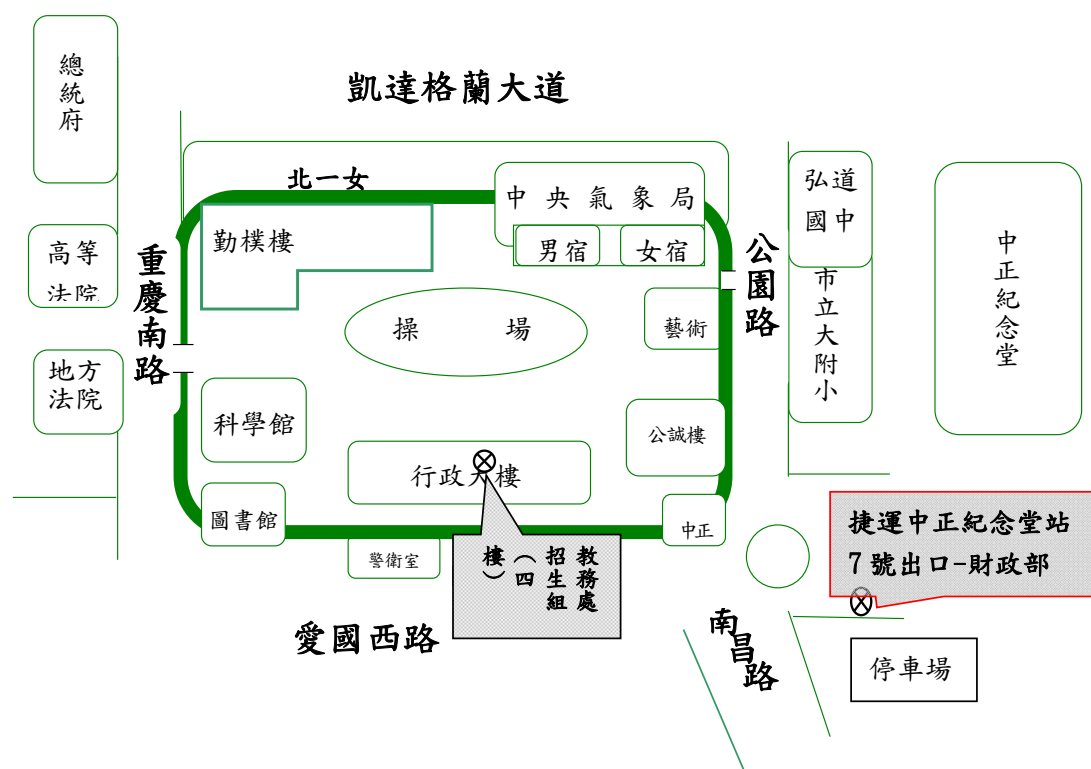 總統府
凱達格蘭大道
北一女
中央氣象局
弘道
國中
勤樸樓
男宿
女宿
高等
法院
重慶南路
公園路
中正紀念堂
市立大附小
操場
藝術
地方
法院
科學館
公誠樓
行政大樓
圖書館
中正
捷運中正紀念堂站
7號出口-財政部
警衛室
教務處
招生組
（四
樓）
愛國西路
南昌路
停車場